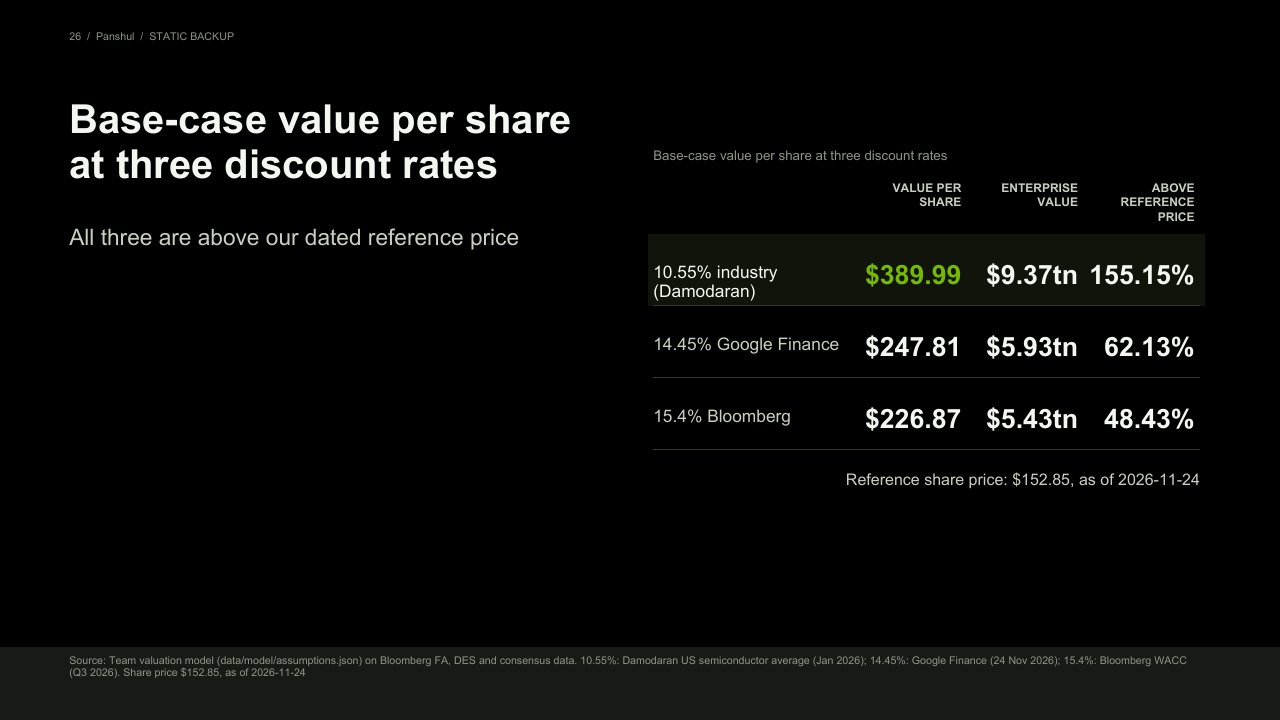 26 / Panshul / STATIC BACKUP
Base-case value per share
at three discount rates
All three are above our dated reference price
Base-case value per share at three discount rates
VALUE PER SHARE ENTERPRISE VALUE ABOVE REFERENCE PRICE
10.55% industry (Damodaran) $389.99 $9.37tn 155.15%
14.45% Google Finance $247.81 $5.93tn 62.13%
15.4% Bloomberg $226.87 $5.43tn 48.43%
Reference share price: $152.85, as of 2026-11-24
Source: Team valuation model (data/model/assumptions.json) on Bloomberg FA, DES and consensus data. 10.55%: Damodaran US semiconductor average (Jan 2026); 14.45%: Google Finance (24 Nov 2026); 15.4%: Bloomberg WACC
(Q3 2026). Share price $152.85, as of 2026-11-24